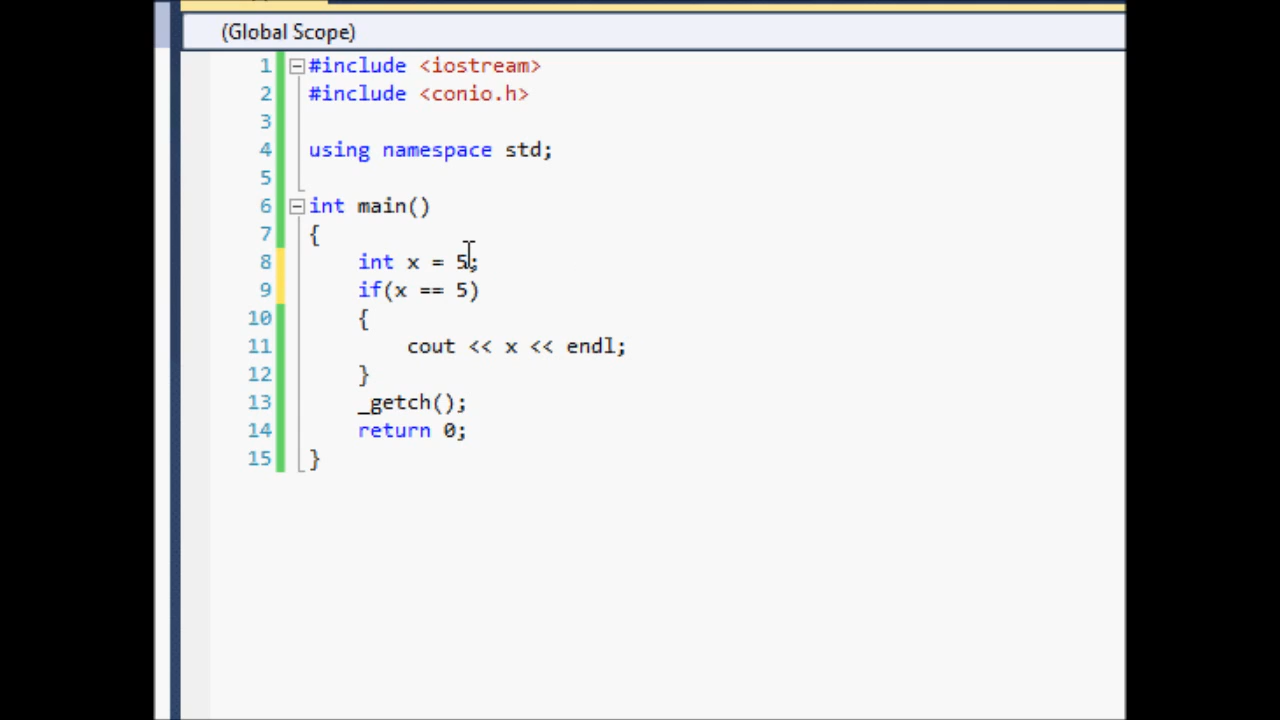 (Global Scope)
1 #include <iostream>
2 #include <conio.h>
3
4 using namespace std;
5
6 int main()
7 {
8     int x = 5;
9     if(x == 5)
10     {
11         cout << x << endl;
12     }
13     _getch();
14     return 0;
15 }